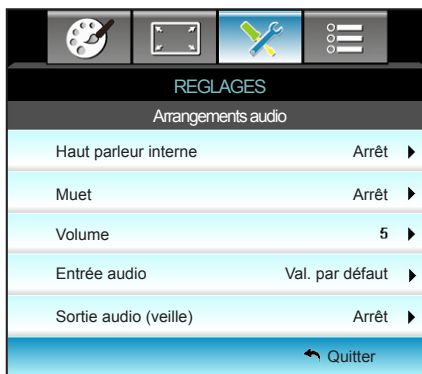 REGLAGES
Arrangements audio
Haut parleur interne Arrêt
Muet Arrêt
Volume 5
Entrée audio Val. par défaut
Sortie audio (veille) Arrêt
Quitter